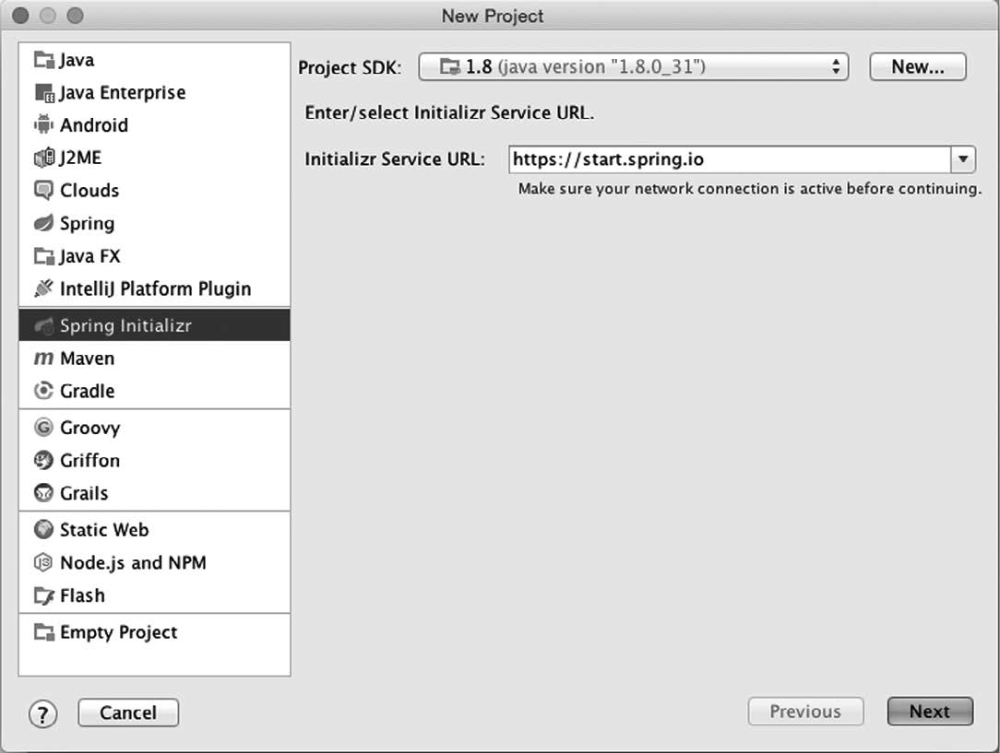 New Project
Java
Java Enterprise
Android
J2ME
Clouds
Spring
Java FX
IntelliJ Platform Plugin
Spring Initializr
m Maven
Gradle
G Groovy
Griffon
Grails
Static Web
JS Node.js and NPM
Flash
Empty Project
Project SDK: 1.8 (java version "1.8.0_31") New...
Enter/select Initializr Service URL.
Initializr Service URL: https://start.spring.io
Make sure your network connection is active before continuing.
? Cancel Previous Next